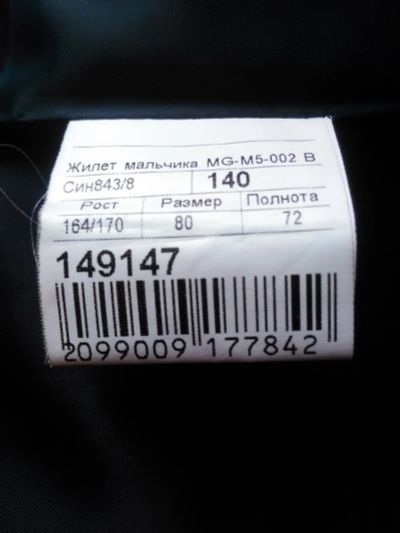 Жилет мальчика MG-M5-002 В
Син843/8 140
Рост Размер Полнота
164/170 80 72
149147
2099009 177842